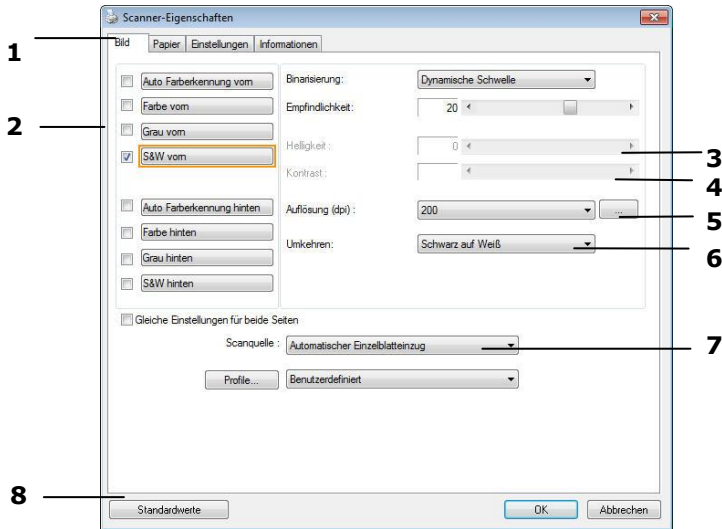 Scanner-Eigenschaften
Bild Papier Einstellungen Informationen
1
Auto Farberkennung vorn
Binarisierung: Dynamische Schwelle
Farbe vorn
Empfindlichkeit: 20
2
Grau vorn
S&W vorn
Helligkeit : 0
3
Kontrast :
4
Auto Farberkennung hinten
Auflösung (dpi) : 200 ...
5
Farbe hinten
Umkehren: Schwarz auf Weiß
6
Grau hinten
S&W hinten
Gleiche Einstellungen für beide Seiten
Scanquelle : Automatischer Einzelblatteinzug
7
Profile... Benutzerdefiniert
8
Standardwerte OK Abbrechen